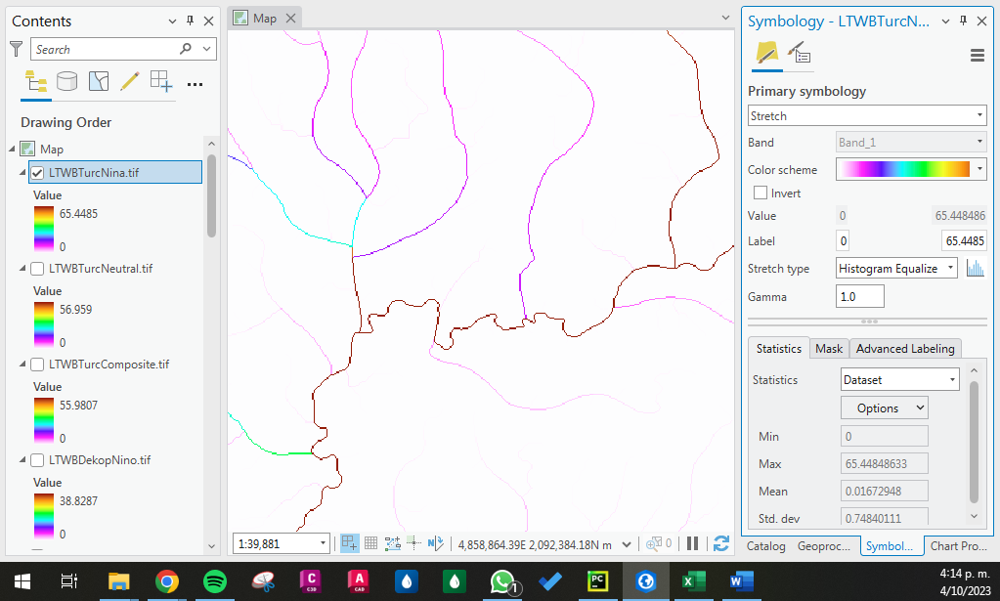 Contents
Search
Drawing Order
Map
LTWBTurcNina.tif
Value
65.4485
0
LTWBTurcNeutral.tif
Value
56.959
0
LTWBTurcComposite.tif
Value
55.9807
0
LTWBDekopNino.tif
Value
38.8287
0
Map
1:39,881
4,858,864.39E 2,092,384.18N m
0
Symbology - LTWBTurcN...
Primary symbology
Stretch
Band Band_1
Color scheme
Invert
Value 0 65.448486
Label 0 65.4485
Stretch type Histogram Equalize
Gamma 1.0
Statistics Mask Advanced Labeling
Statistics Dataset
Options
Min 0
Max 65.44848633
Mean 0.01672948
Std. dev 0.74840111
Catalog Geoproc... Symbol... Chart Pro...
C
C3D
A
CAD
1
PC
X
W
4:14 p. m.
4/10/2023